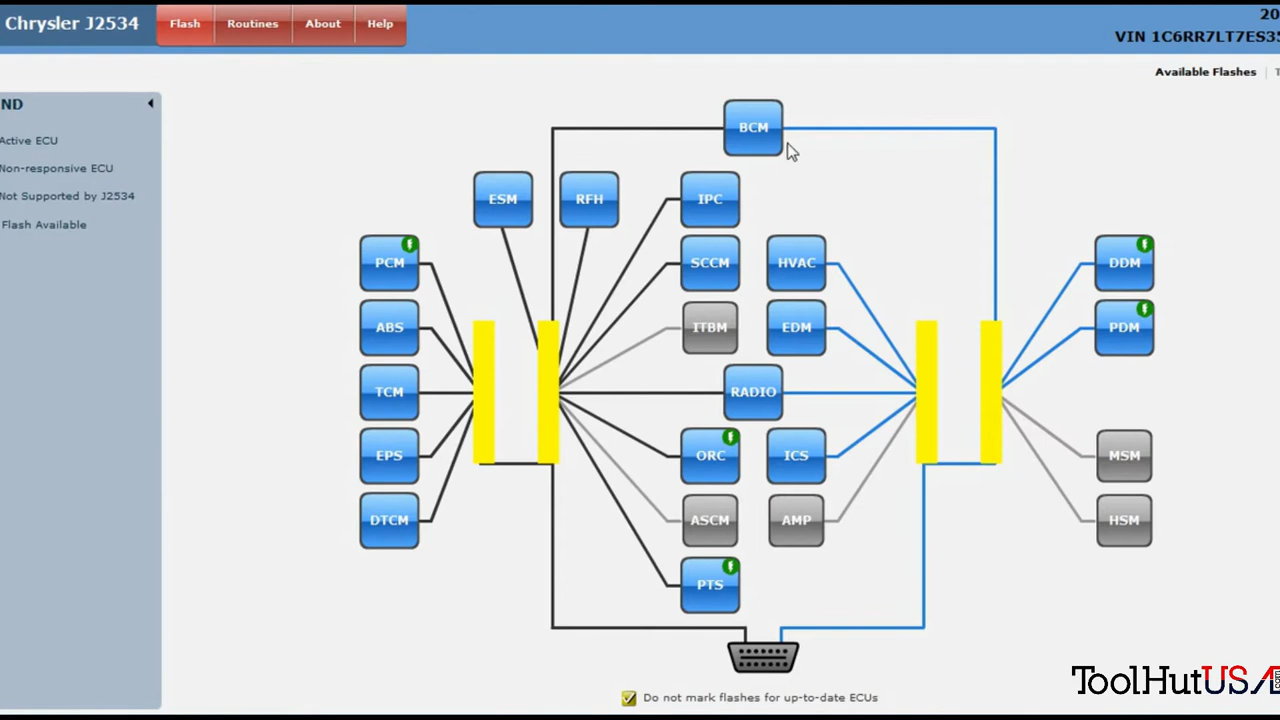 Chrysler J2534
Flash
Routines
About
Help
20
VIN 1C6RR7LT7ES35
Available Flashes
ND
Active ECU
Non-responsive ECU
Not Supported by J2534
Flash Available
BCM
ESM
RFH
IPC
PCM
SCCM
HVAC
DDM
ABS
ITBM
EDM
PDM
TCM
RADIO
EPS
ORC
ICS
MSM
DTCM
ASCM
AMP
HSM
PTS
Do not mark flashes for up-to-date ECUs
ToolHutUSA